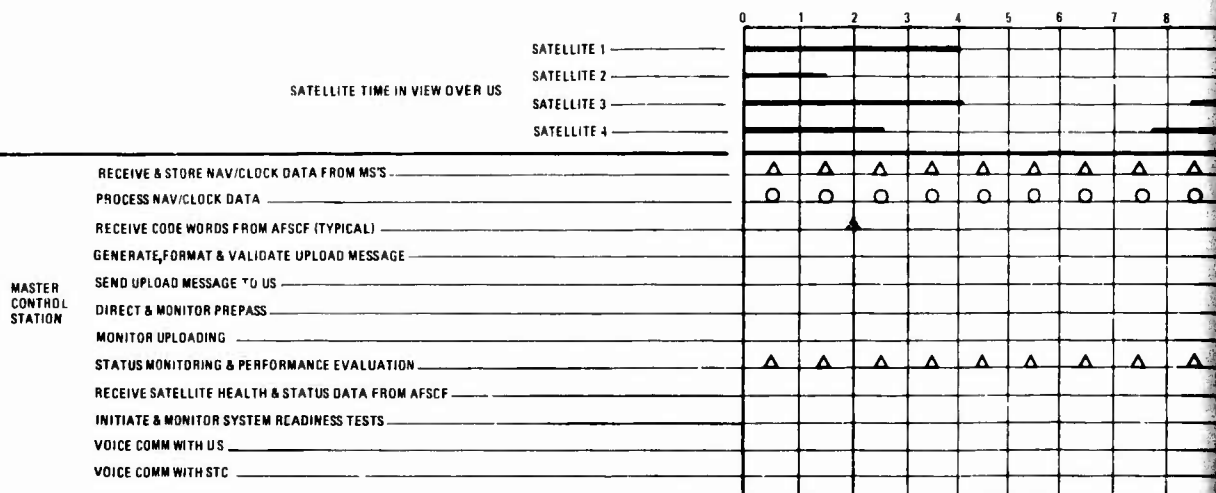 0 1 2 3 4 5 6 7 8
SATELLITE 1
SATELLITE 2
SATELLITE TIME IN VIEW OVER US
SATELLITE 3
SATELLITE 4
RECEIVE & STORE NAV/CLOCK DATA FROM MS'S
PROCESS NAV/CLOCK DATA
RECEIVE CODE WORDS FROM AFSCF (TYPICAL)
GENERATE, FORMAT & VALIDATE UPLOAD MESSAGE
MASTER
CONTROL
STATION
SEND UPLOAD MESSAGE TO US
DIRECT & MONITOR PREPASS
MONITOR UPLOADING
STATUS MONITORING & PERFORMANCE EVALUATION
RECEIVE SATELLITE HEALTH & STATUS DATA FROM AFSCF
INITIATE & MONITOR SYSTEM READINESS TESTS
VOICE COMM WITH US
VOICE COMM WITH STC